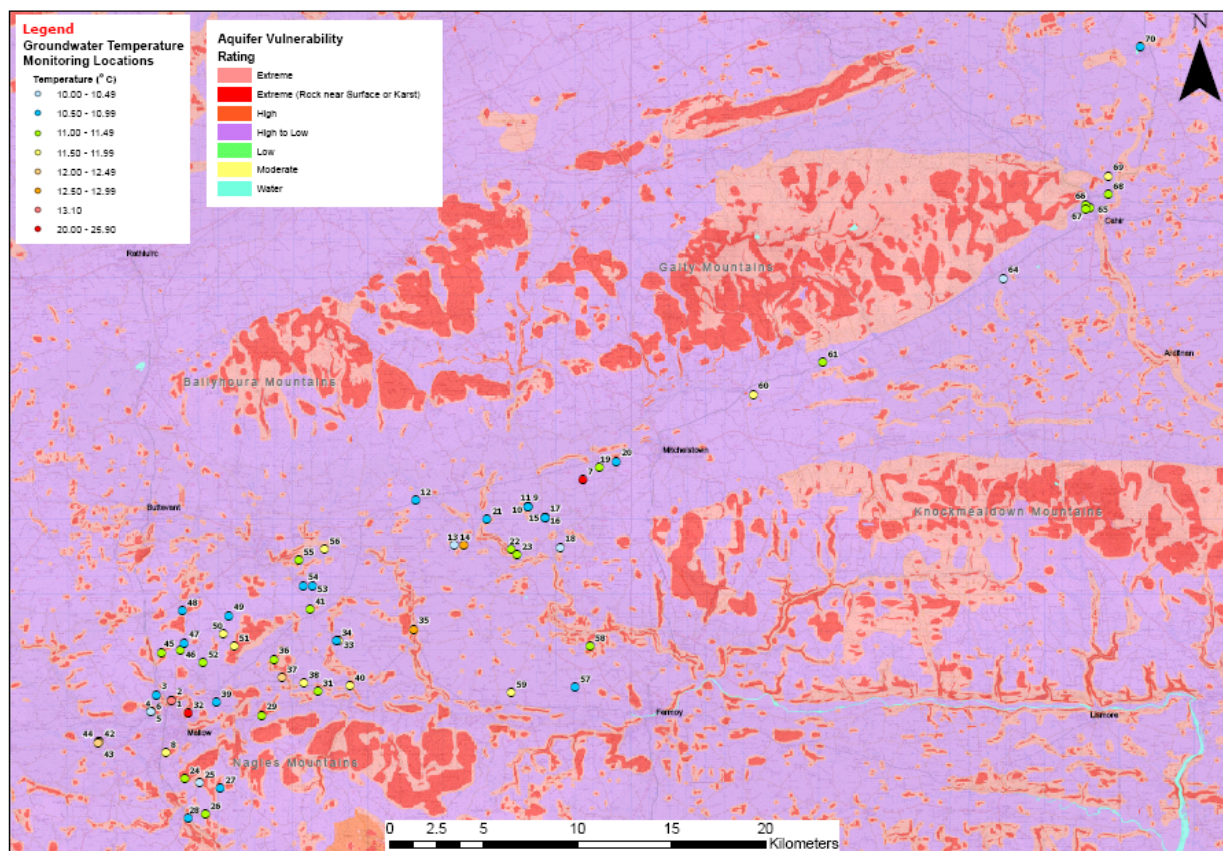 Legend
Groundwater Temperature
Monitoring Locations
Temperature (° C)
10.00 - 10.49
10.50 - 10.99
11.00 - 11.49
11.50 - 11.99
12.00 - 12.49
12.50 - 12.99
13.10
20.00 - 25.90
Aquifer Vulnerability
Rating
Extreme
Extreme (Rock near Surface or Karst)
High
High to Low
Low
Moderate
Water
N
70
69
68
66
65
67
Cahir
Galty Mountains
64
Ardfinnan
61
60
Ballyhoura Mountains
Mitchelstown
20
19
7
12
Buttevant
11 9
10
21
17
15
16
Knockmealdown Mountains
13 14
18
22
23
56
55
54
53
41
48
49
50
51
34
33
35
47
45
46
52
36
58
37
38
31
40
57
59
3
2
4
6
1
5
32
39
29
Fermoy
Lismore
Mallow
44 42
43
8
Nagles Mountains
24
25
27
28
26
0 2.5 5 10 15 20
Kilometers